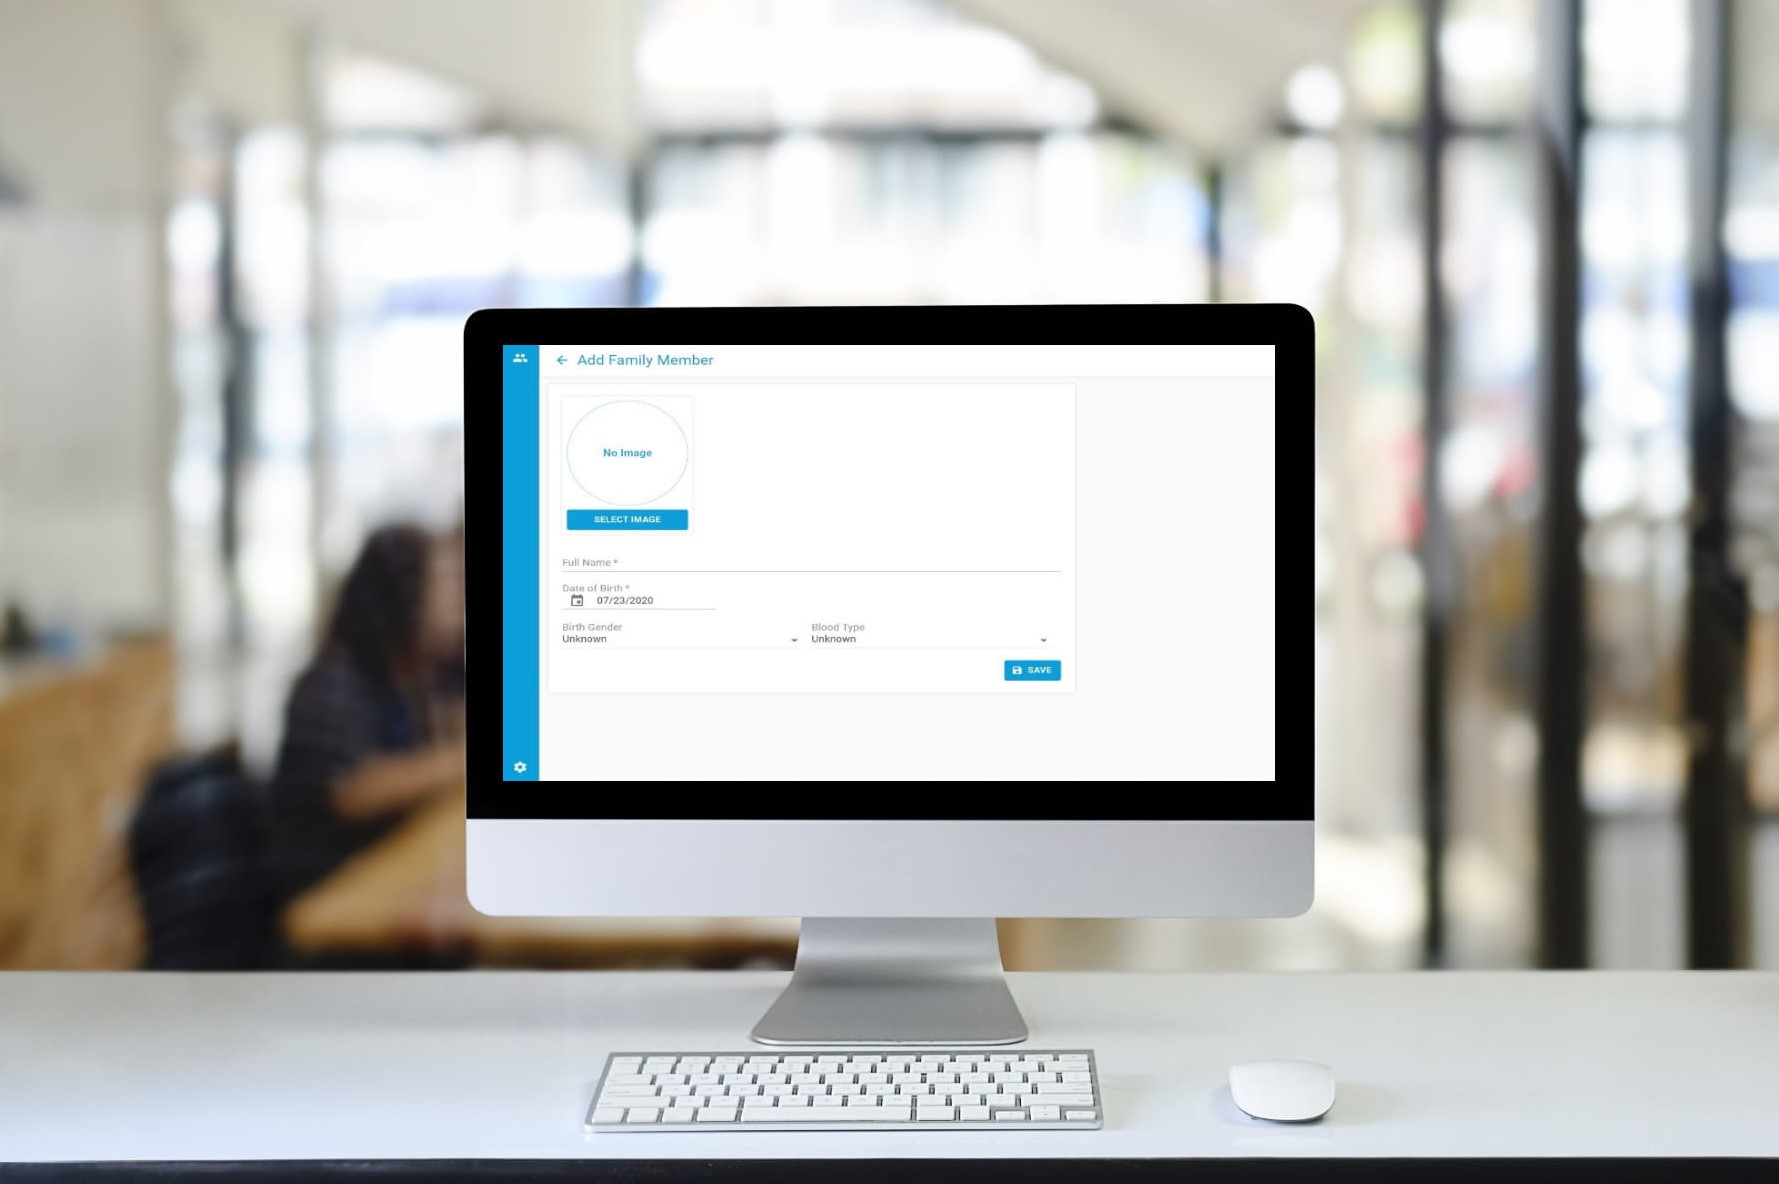 Add Family Member
No Image
SELECT IMAGE
Full Name *
Date of Birth *
07/23/2020
Birth Gender
Unknown
Blood Type
Unknown
SAVE